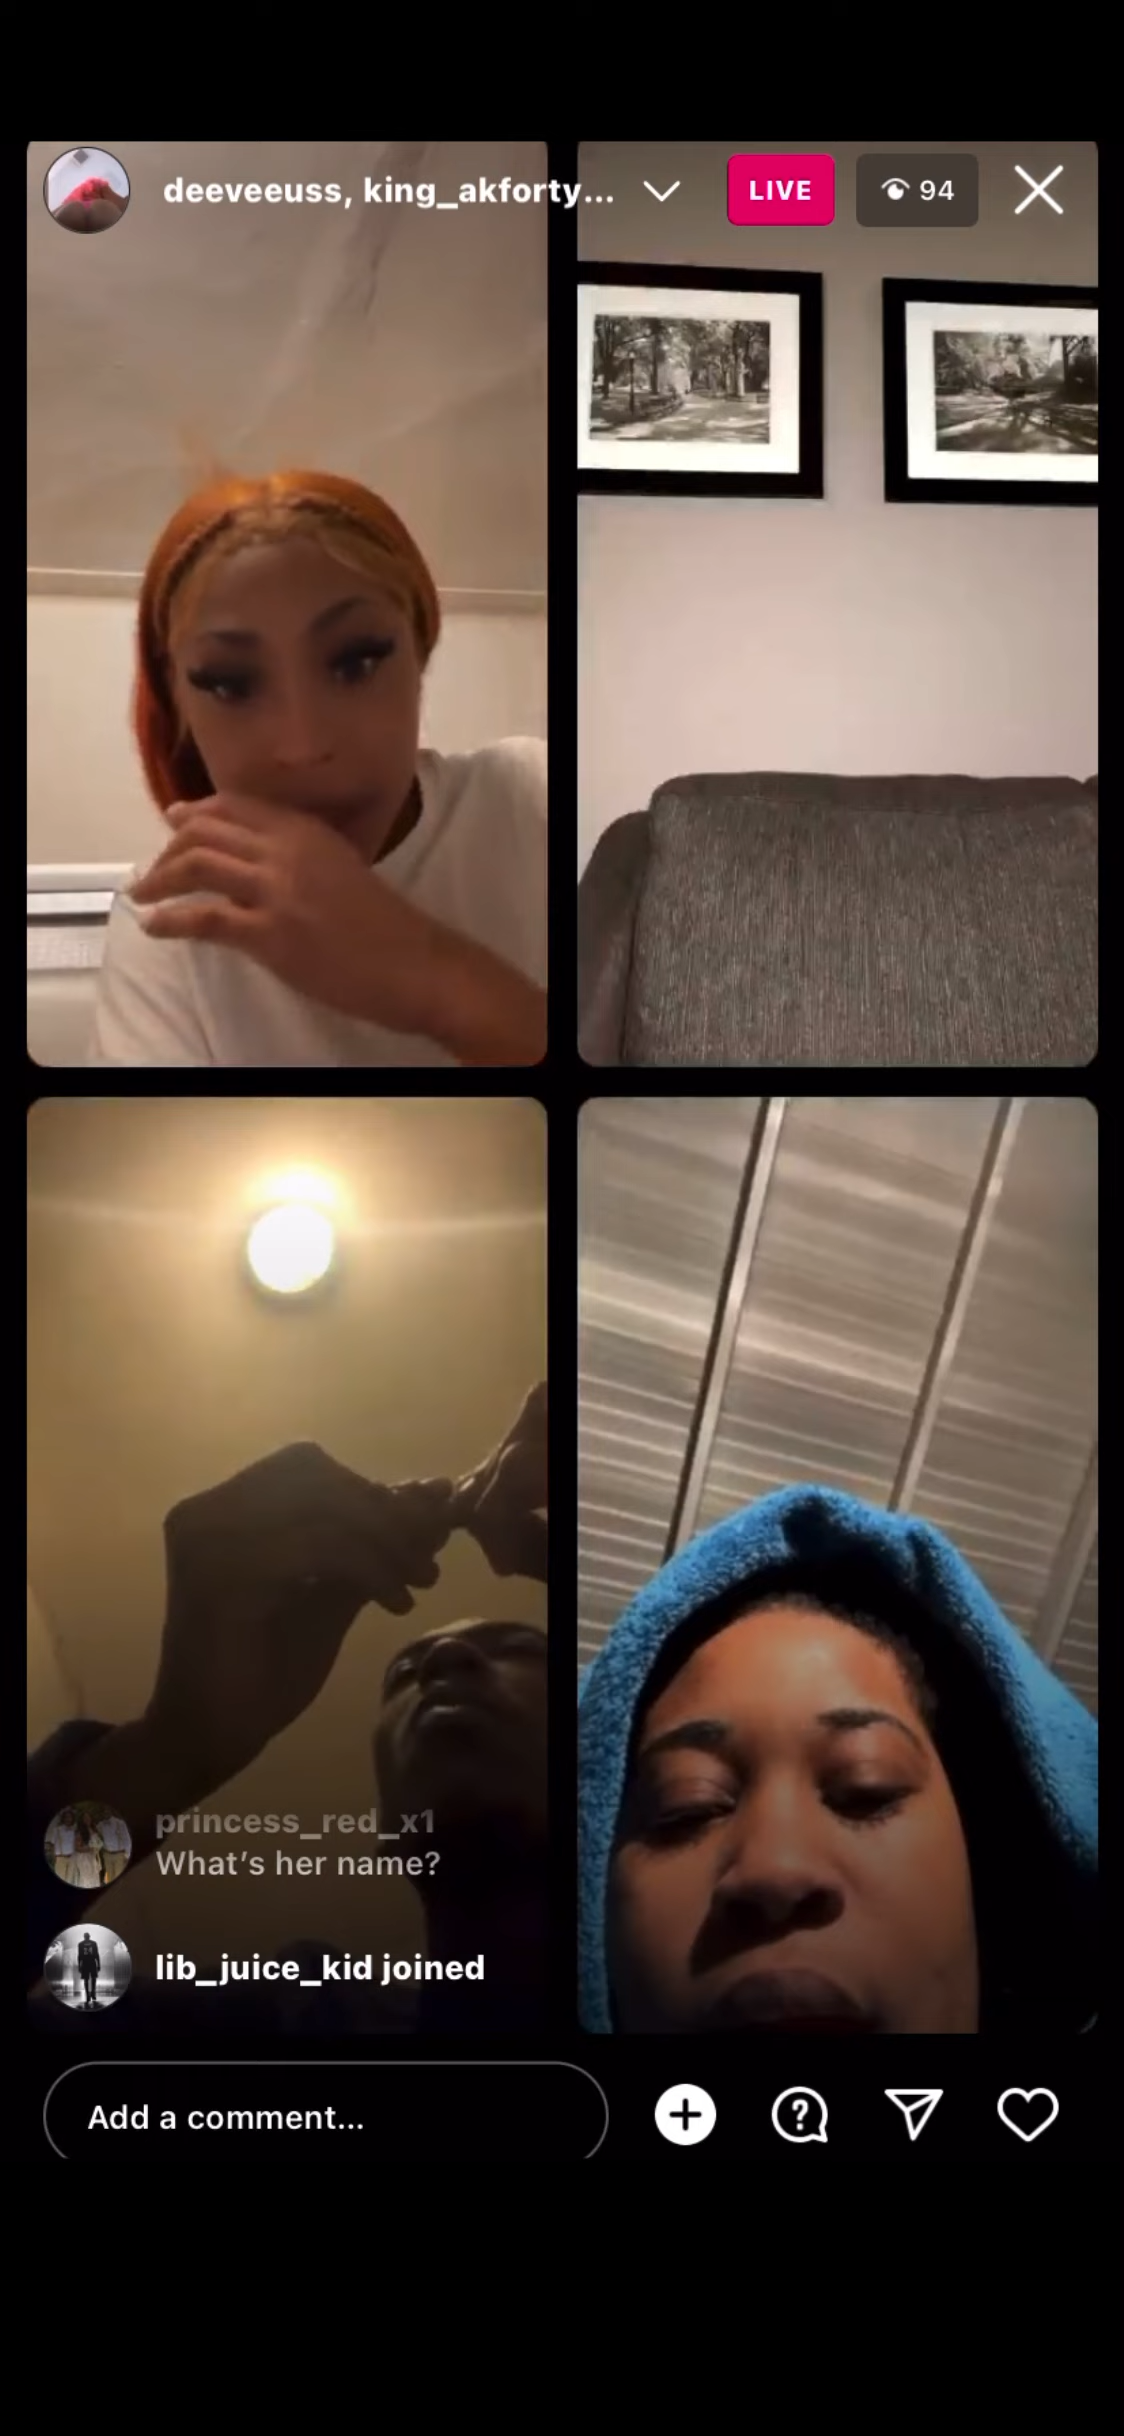 deeveeuss, king_akforty...
LIVE
94
princess_red_x1
What's her name?
lib_juice_kid joined
Add a comment...